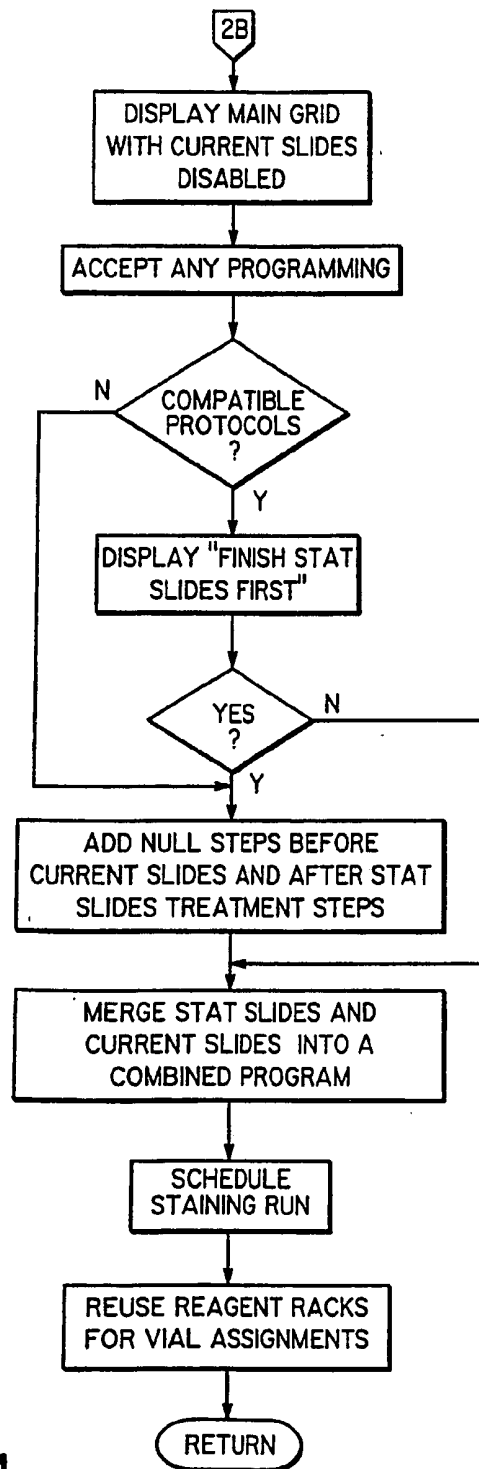 2B
DISPLAY MAIN GRID
WITH CURRENT SLIDES
DISABLED
ACCEPT ANY PROGRAMMING
N
COMPATIBLE
PROTOCOLS
?
Y
DISPLAY "FINISH STAT
SLIDES FIRST"
YES
?
N
Y
ADD NULL STEPS BEFORE
CURRENT SLIDES AND AFTER STAT
SLIDES TREATMENT STEPS
MERGE STAT SLIDES AND
CURRENT SLIDES INTO A
COMBINED PROGRAM
SCHEDULE
STAINING RUN
REUSE REAGENT RACKS
FOR VIAL ASSIGNMENTS
RETURN